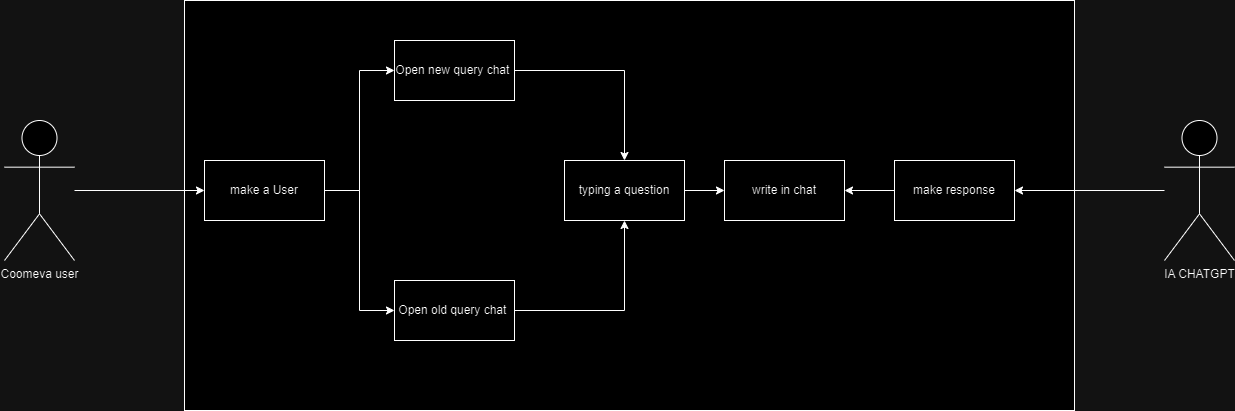 Open new query chat
make a User
typing a question
write in chat
make response
Coomeva user
IA CHATGPT
Open old query chat